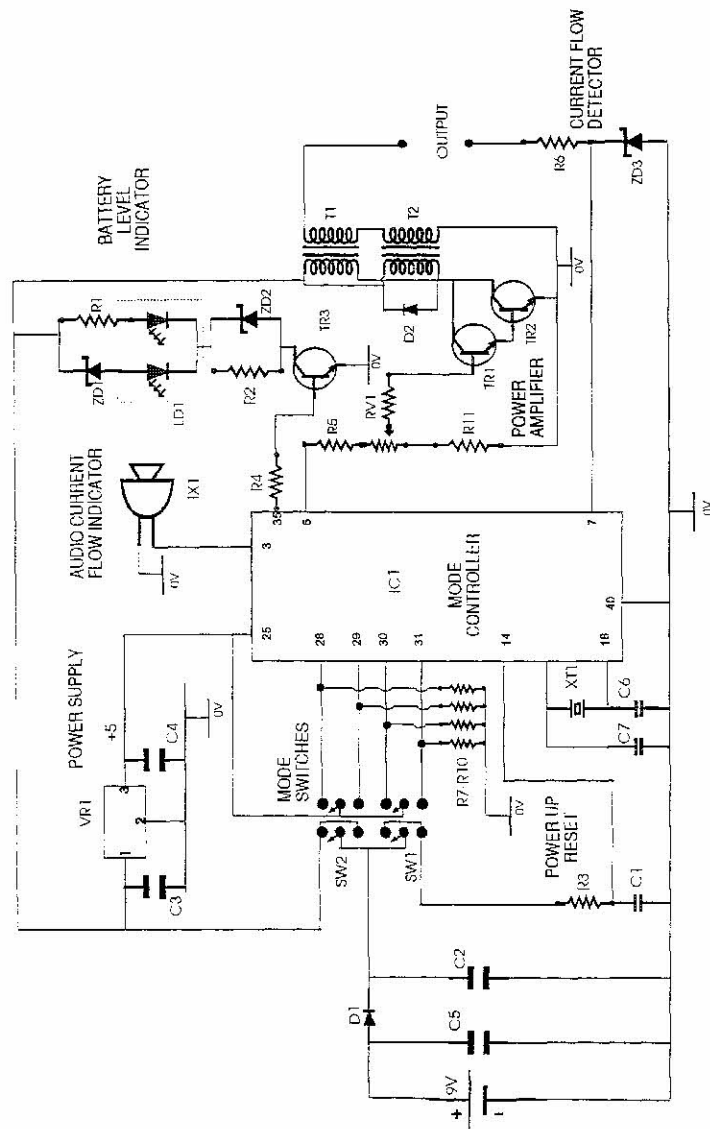 AUDIO CURRENT
FLOW INDICATOR
BATTERY
LEVEL
INDICATOR
POWER SUPPLY
+5
VR1
1
2
3
C3
C4
0V
0V
IX1
ZD1
R1
LD1
R2
ZD2
TR3
0V
T1
T2
D2
OUTPUT
R6
CURRENT FLOW
DETECTOR
ZD3
MODE
SWITCHES
SW2
SW1
25
28
29
30
31
14
18
40
3
35
6
7
IC1
MODE
CONTROLLER
R4
R5
RV1
R11
TR1
TR2
POWER
AMPLIFIER
0V
R7-R10
0V
POWER UP
RESET
R3
C1
XT1
C7
C6
0V
D1
C5
C2
9V
+
-